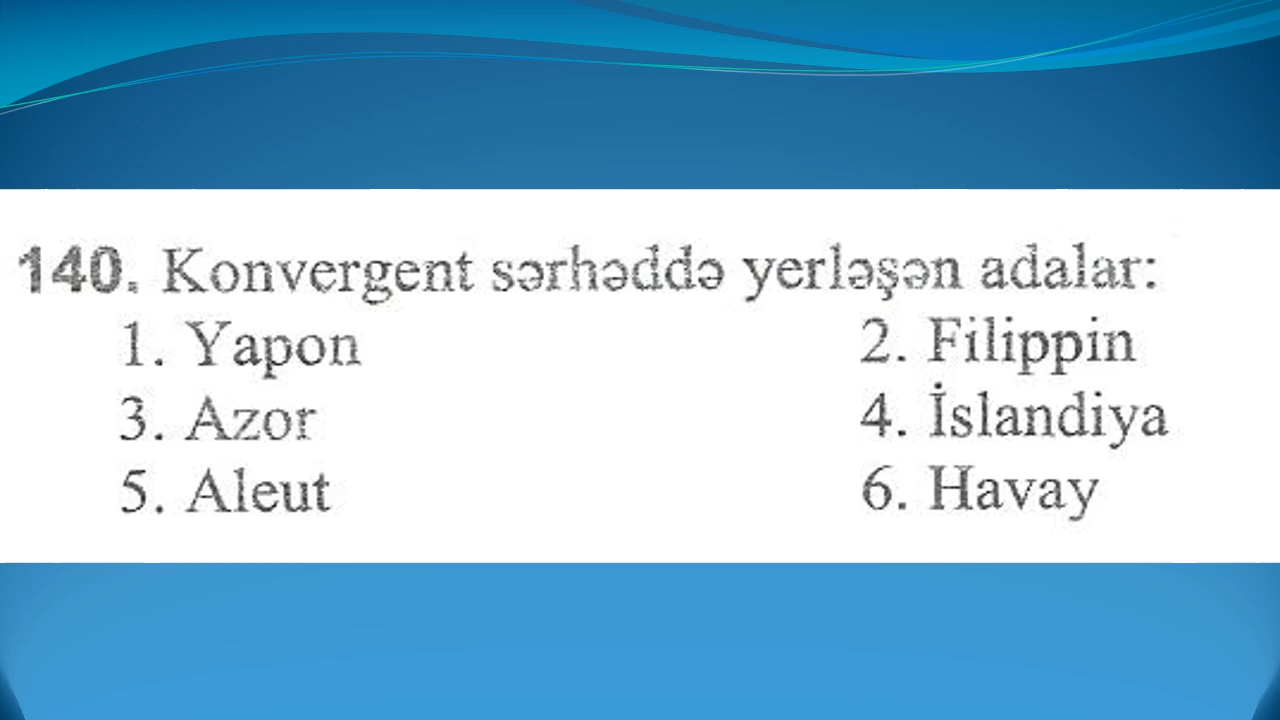 140. Konvergent sərhəddə yerləşən adalar:
1. Yapon 2. Filippin
3. Azor 4. İslandiya
5. Aleut 6. Havay